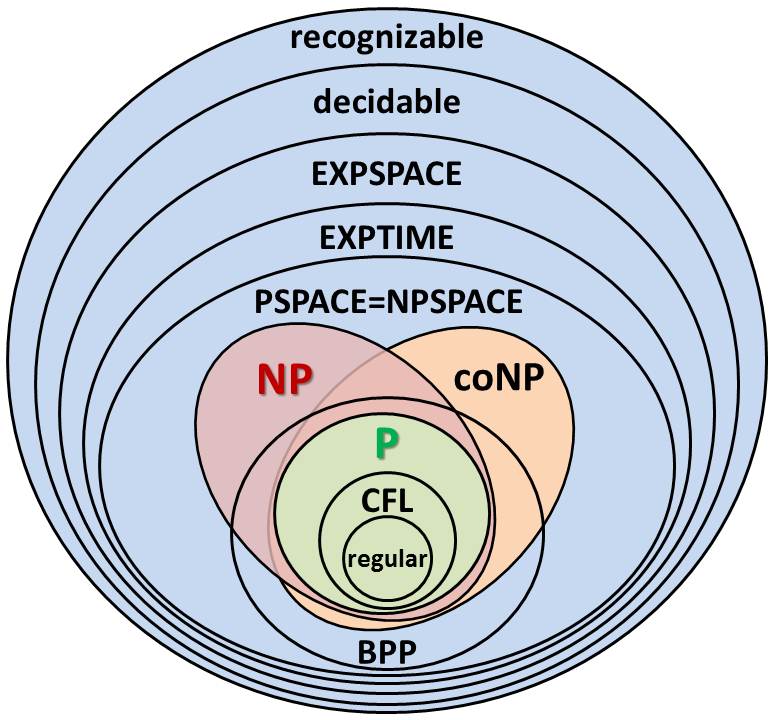 recognizable
decidable
EXPSPACE
EXPTIME
PSPACE=NPSPACE
NP
coNP
P
CFL
regular
BPP